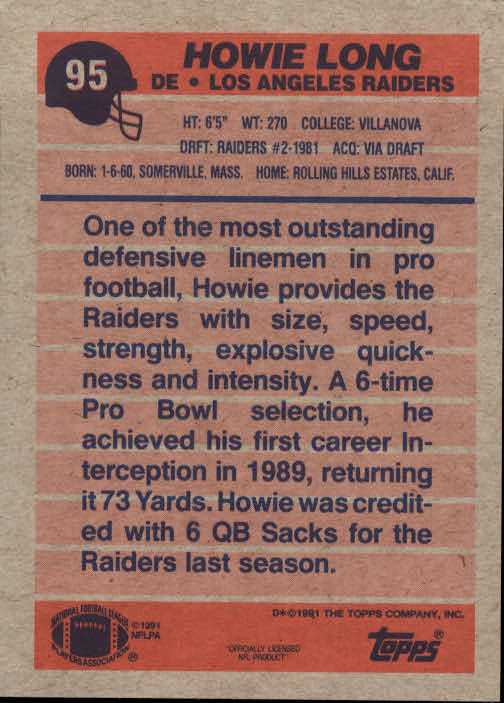 95
HOWIE LONG
DE • LOS ANGELES RAIDERS
HT: 6'5" WT: 270 COLLEGE: VILLANOVA
DRFT: RAIDERS #2-1981 ACQ: VIA DRAFT
BORN: 1-6-60, SOMERVILLE, MASS. HOME: ROLLING HILLS ESTATES, CALIF.
One of the most outstanding
defensive linemen in pro
football, Howie provides the
Raiders with size, speed,
strength, explosive quick-
ness and intensity. A 6-time
Pro Bowl selection, he
achieved his first career In-
terception in 1989, returning
it 73 Yards. Howie was credit-
ed with 6 QB Sacks for the
Raiders last season.
NATIONAL FOOTBALL LEAGUE
PLAYERS ASSOCIATION
®
©1991
NFLPA
D*©1991 THE TOPPS COMPANY, INC.
OFFICIALLY LICENSED
NFL PRODUCT
topps®